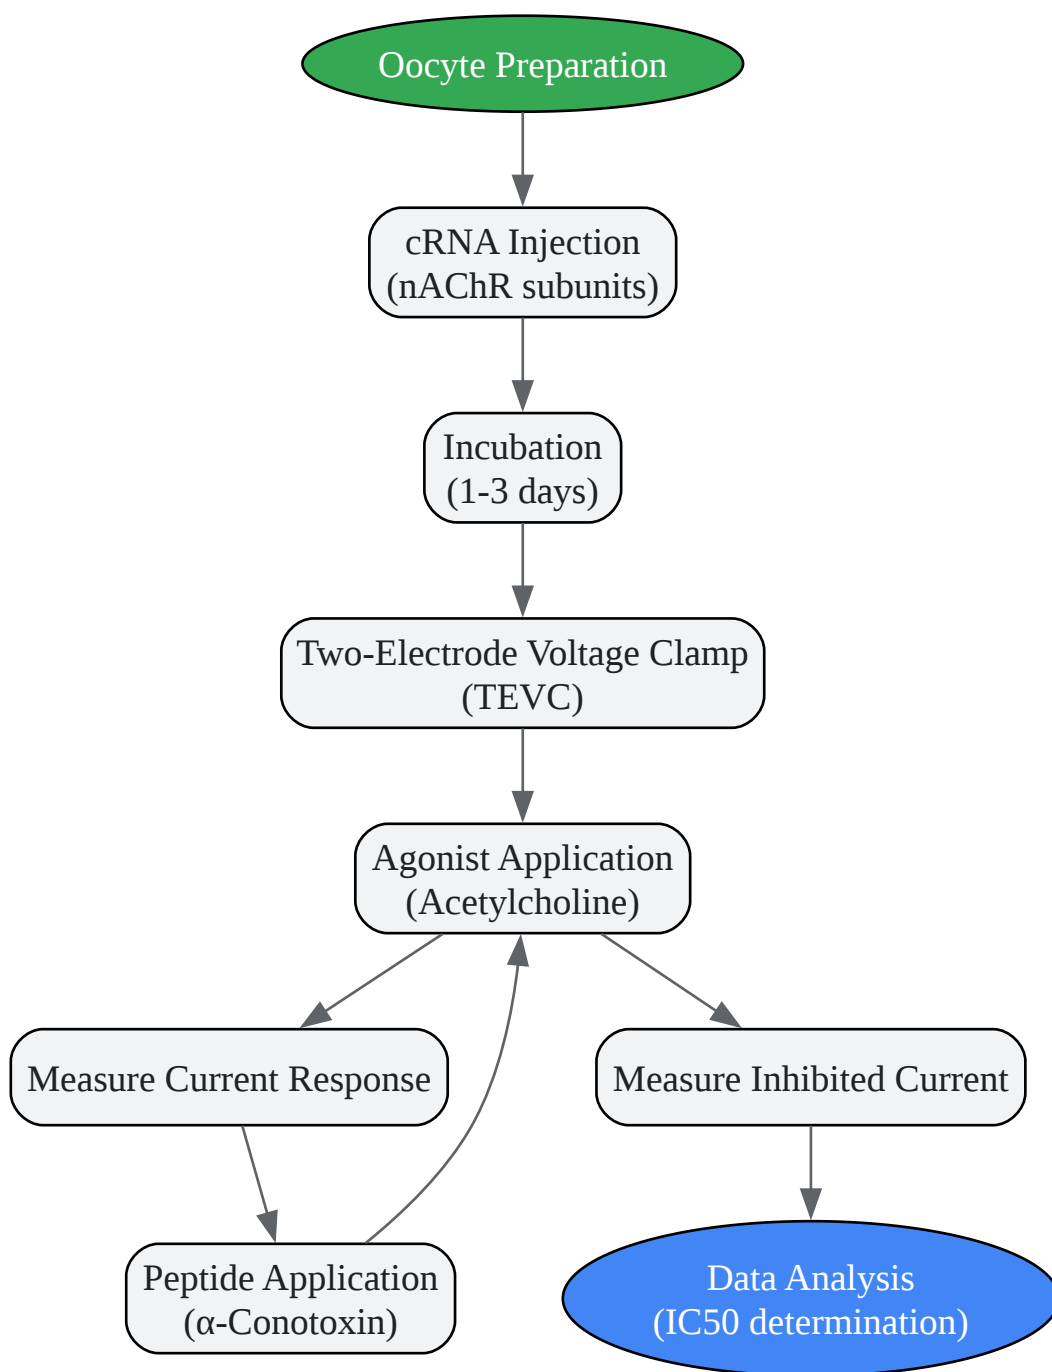 Oocyte Preparation
cRNA Injection
(nAChR subunits)
Incubation
(1-3 days)
Two-Electrode Voltage Clamp
(TEVC)
Agonist Application
(Acetylcholine)
Measure Current Response
Measure Inhibited Current
Peptide Application
(α-Conotoxin)
Data Analysis
(IC50 determination)